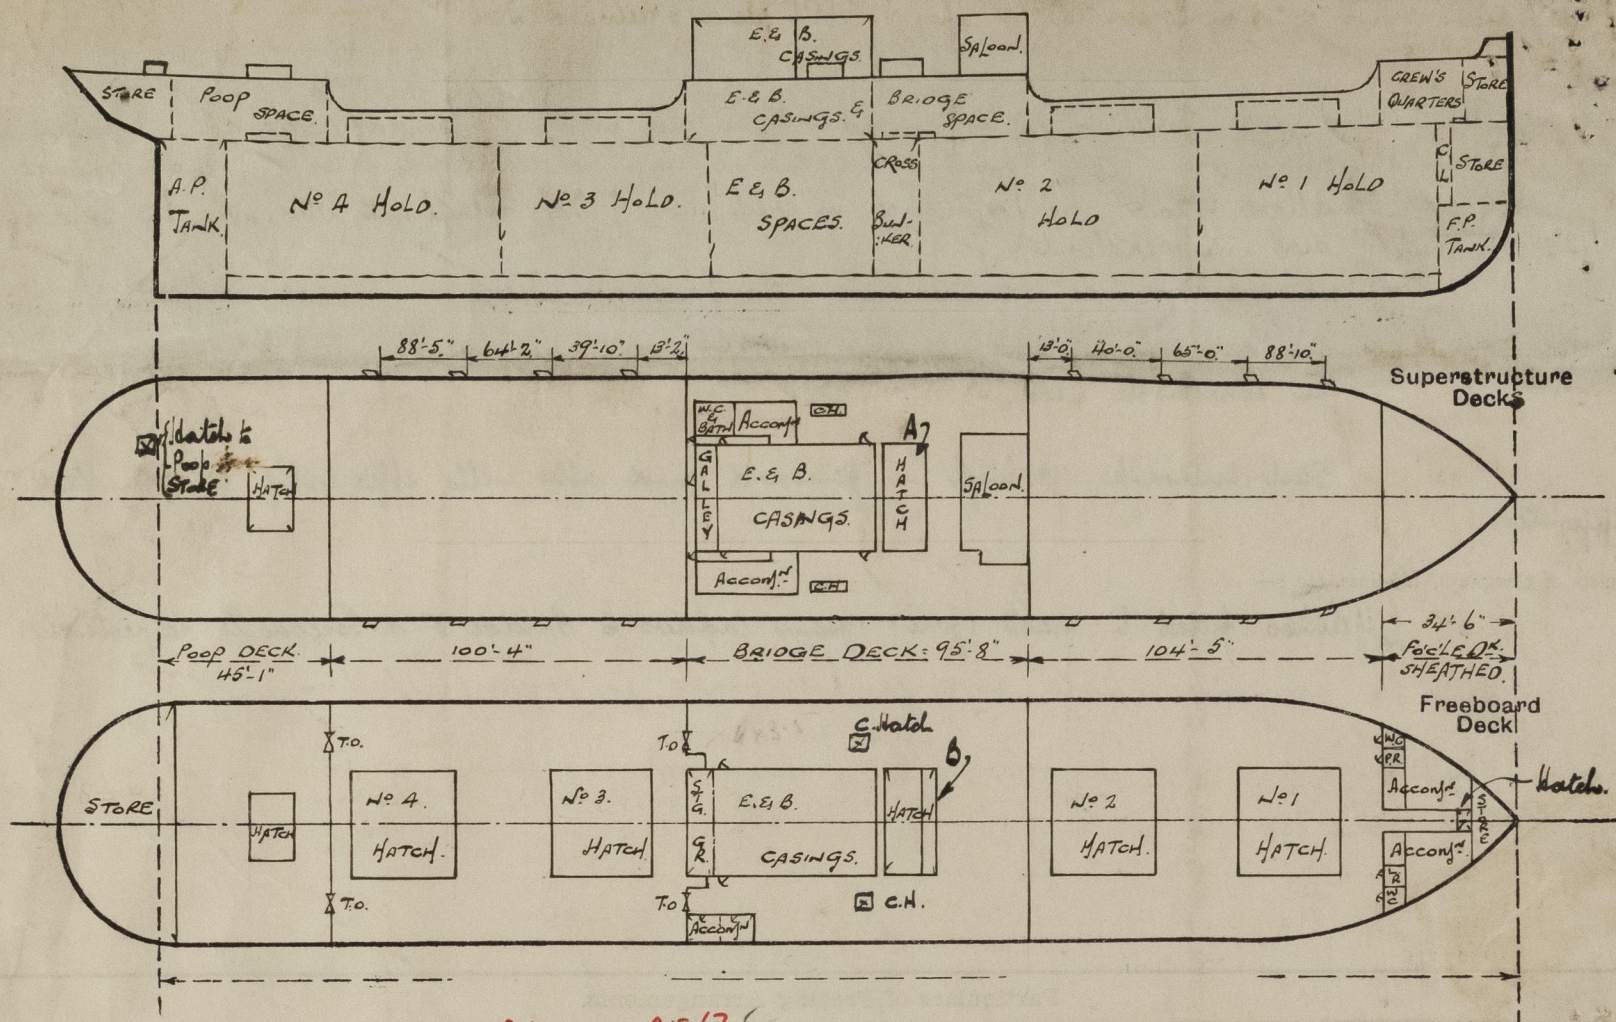 E. & B.
CASINGS.
SALOON.
STORE
POOP
SPACE.
E. & B.
CASINGS. &
BRIDGE
SPACE.
CREW'S
QUARTERS
STORE
A.P.
TANK.
No 4 HOLD.
No 3 HOLD.
E & B.
SPACES.
CROSS
BUN-
:KER.
No 2
HOLD
No 1 HOLD
C
L
STORE
F.P.
TANK.
88'-5"
64'-2"
39'-10"
13'-2"
13'-0"
40'-0"
65'-0"
88'-10"
Superstructure
Decks
Hatch to
Poop
STORE
HATCH
W.C.
&
BATH
Accomn
C.H.
GALLEY
E. & B.
CASINGS.
A
HATCH
SALOON.
Accomn
C.H
POOP DECK.
45'-1"
100'-4"
BRIDGE DECK = 95'-8"
104'-5"
34'-6"
FO'C'LE DK.
SHEATHED.
Freeboard
Deck
STORE
HATCH
T.O.
T.O.
No 4.
HATCH.
No 3.
HATCH.
T.O
T.O
STG.
GR.
E. & B.
CASINGS.
Accomn
C. Hatch
C.H.
B
HATCH
No 2
HATCH.
No 1
HATCH.
W.C
P.R
Accomn
Accomn
STORE
Hatch.